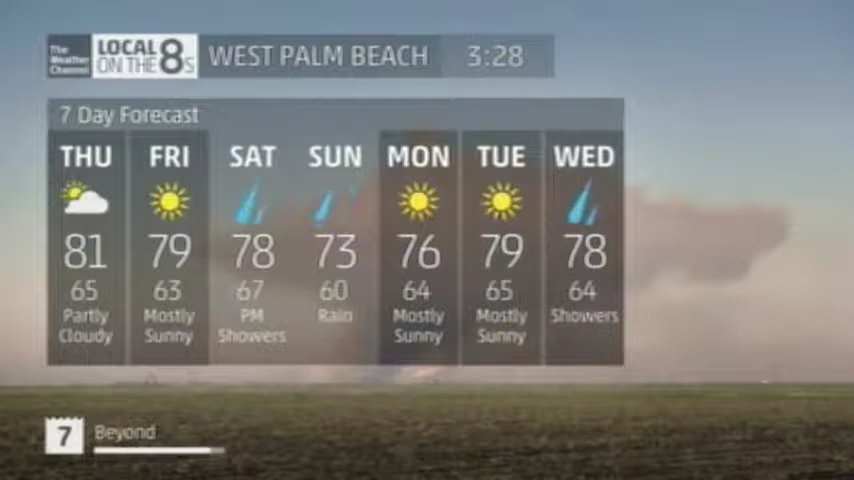 The
Weather
Channel
LOCAL
ON THE 8s
WEST PALM BEACH
3:28
7 Day Forecast
THU FRI SAT SUN MON TUE WED
81 79 78 73 76 79 78
65 63 67 60 64 65 64
Partly Mostly PM Rain Mostly Mostly Showers
Cloudy Sunny Showers Sunny Sunny
7 Beyond